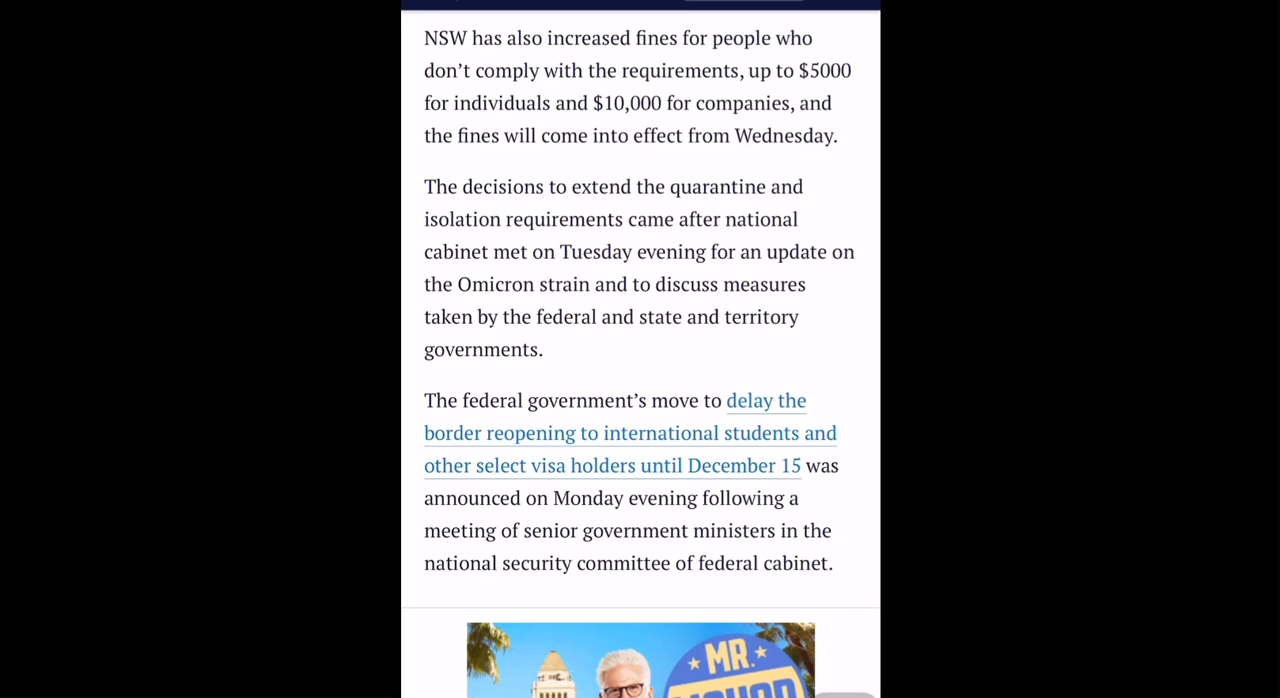 NSW has also increased fines for people who
don’t comply with the requirements, up to $5000
for individuals and $10,000 for companies, and
the fines will come into effect from Wednesday.
The decisions to extend the quarantine and
isolation requirements came after national
cabinet met on Tuesday evening for an update on
the Omicron strain and to discuss measures
taken by the federal and state and territory
governments.
The federal government’s move to delay the
border reopening to international students and
other select visa holders until December 15 was
announced on Monday evening following a
meeting of senior government ministers in the
national security committee of federal cabinet.
MR.